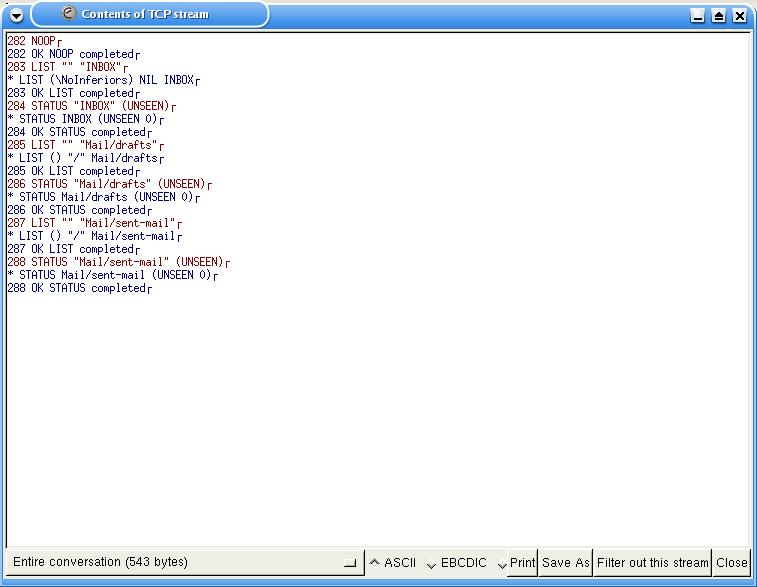 Contents of TCP stream
282 NOOP┌
282 OK NOOP completed┌
283 LIST "" "INBOX"┌
* LIST (\NoInferiors) NIL INBOX┌
283 OK LIST completed┌
284 STATUS "INBOX" (UNSEEN)┌
* STATUS INBOX (UNSEEN 0)┌
284 OK STATUS completed┌
285 LIST "" "Mail/drafts"┌
* LIST () "/" Mail/drafts┌
285 OK LIST completed┌
286 STATUS "Mail/drafts" (UNSEEN)┌
* STATUS Mail/drafts (UNSEEN 0)┌
286 OK STATUS completed┌
287 LIST "" "Mail/sent-mail"┌
* LIST () "/" Mail/sent-mail┌
287 OK LIST completed┌
288 STATUS "Mail/sent-mail" (UNSEEN)┌
* STATUS Mail/sent-mail (UNSEEN 0)┌
288 OK STATUS completed┌
Entire conversation (543 bytes) ASCII EBCDIC Print Save As Filter out this stream Close